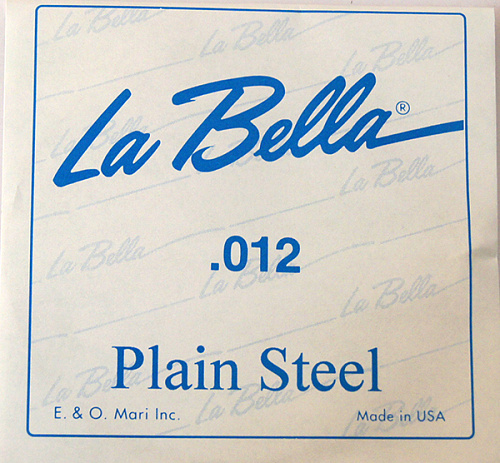 La Bella®
.012
Plain Steel
E. & O. Mari Inc.
Made in USA